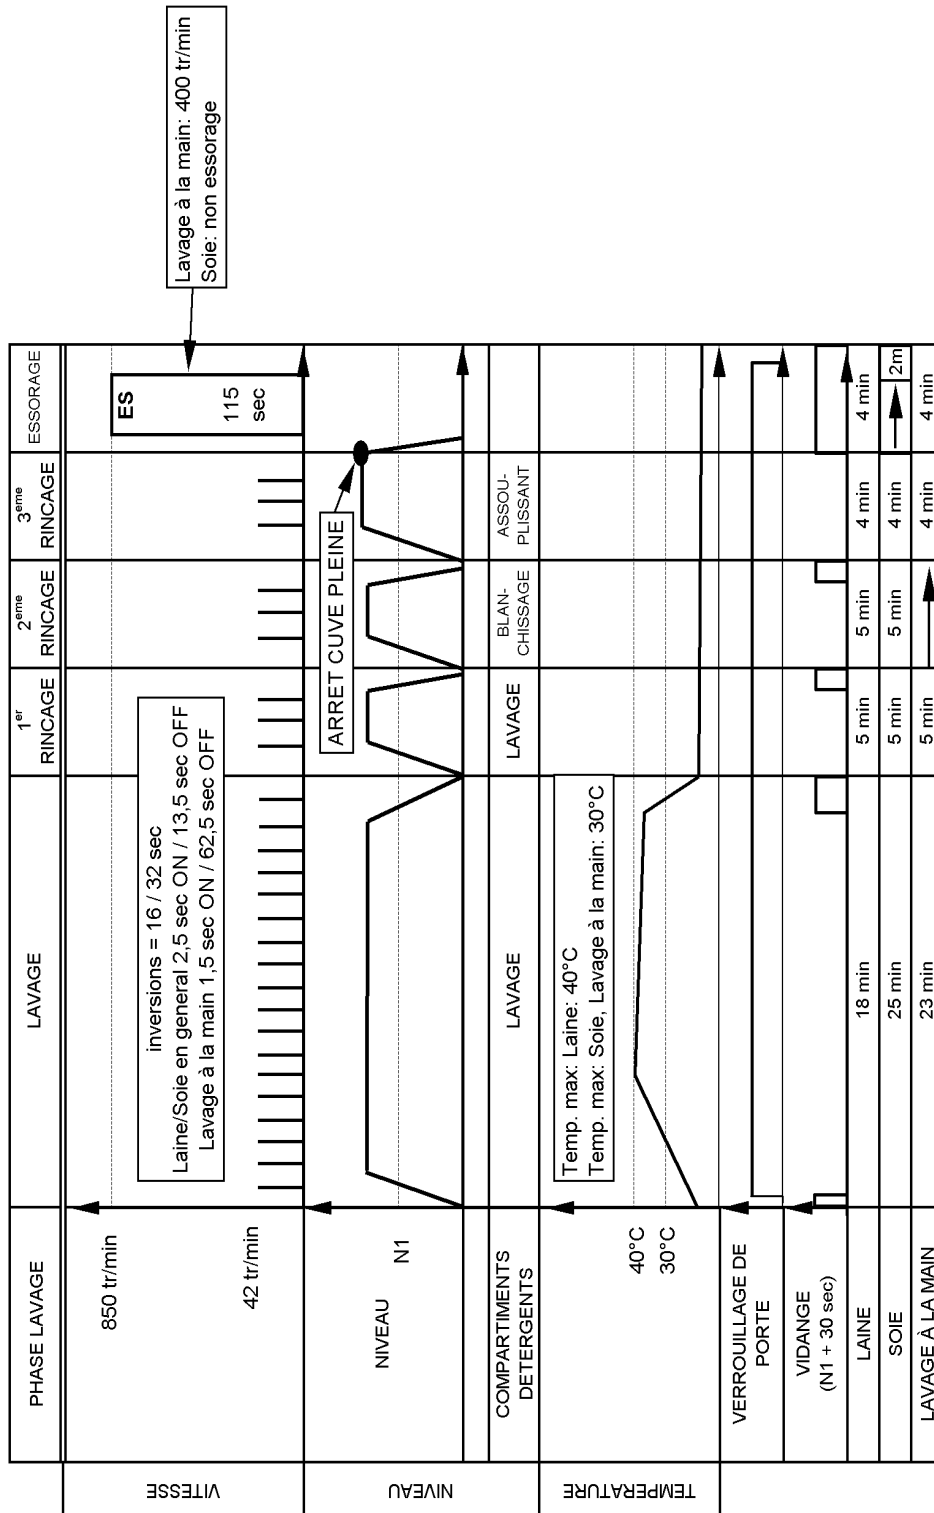 PHASE LAVAGE
LAVAGE
1er
RINCAGE
2eme
RINCAGE
3eme
RINCAGE
ESSORAGE
VITESSE
850 tr/min
42 tr/min
inversions = 16 / 32 sec
Laine/Soie en general 2,5 sec ON / 13,5 sec OFF
Lavage à la main 1,5 sec ON / 62,5 sec OFF
ES
115
sec
Lavage à la main: 400 tr/min
Soie: non essorage
NIVEAU
NIVEAU
N1
ARRET CUVE PLEINE
COMPARTIMENTS
DETERGENTS
LAVAGE
LAVAGE
BLAN-
CHISSAGE
ASSOU-
PLISSANT
TEMPERATURE
40°C
30°C
Temp. max: Laine: 40°C
Temp. max: Soie, Lavage à la main: 30°C
VERROUILLAGE DE
PORTE
VIDANGE
(N1 + 30 sec)
LAINE
18 min
5 min
5 min
4 min
4 min
SOIE
25 min
5 min
5 min
4 min
2m
LAVAGE À LA MAIN
23 min
5 min
4 min
4 min